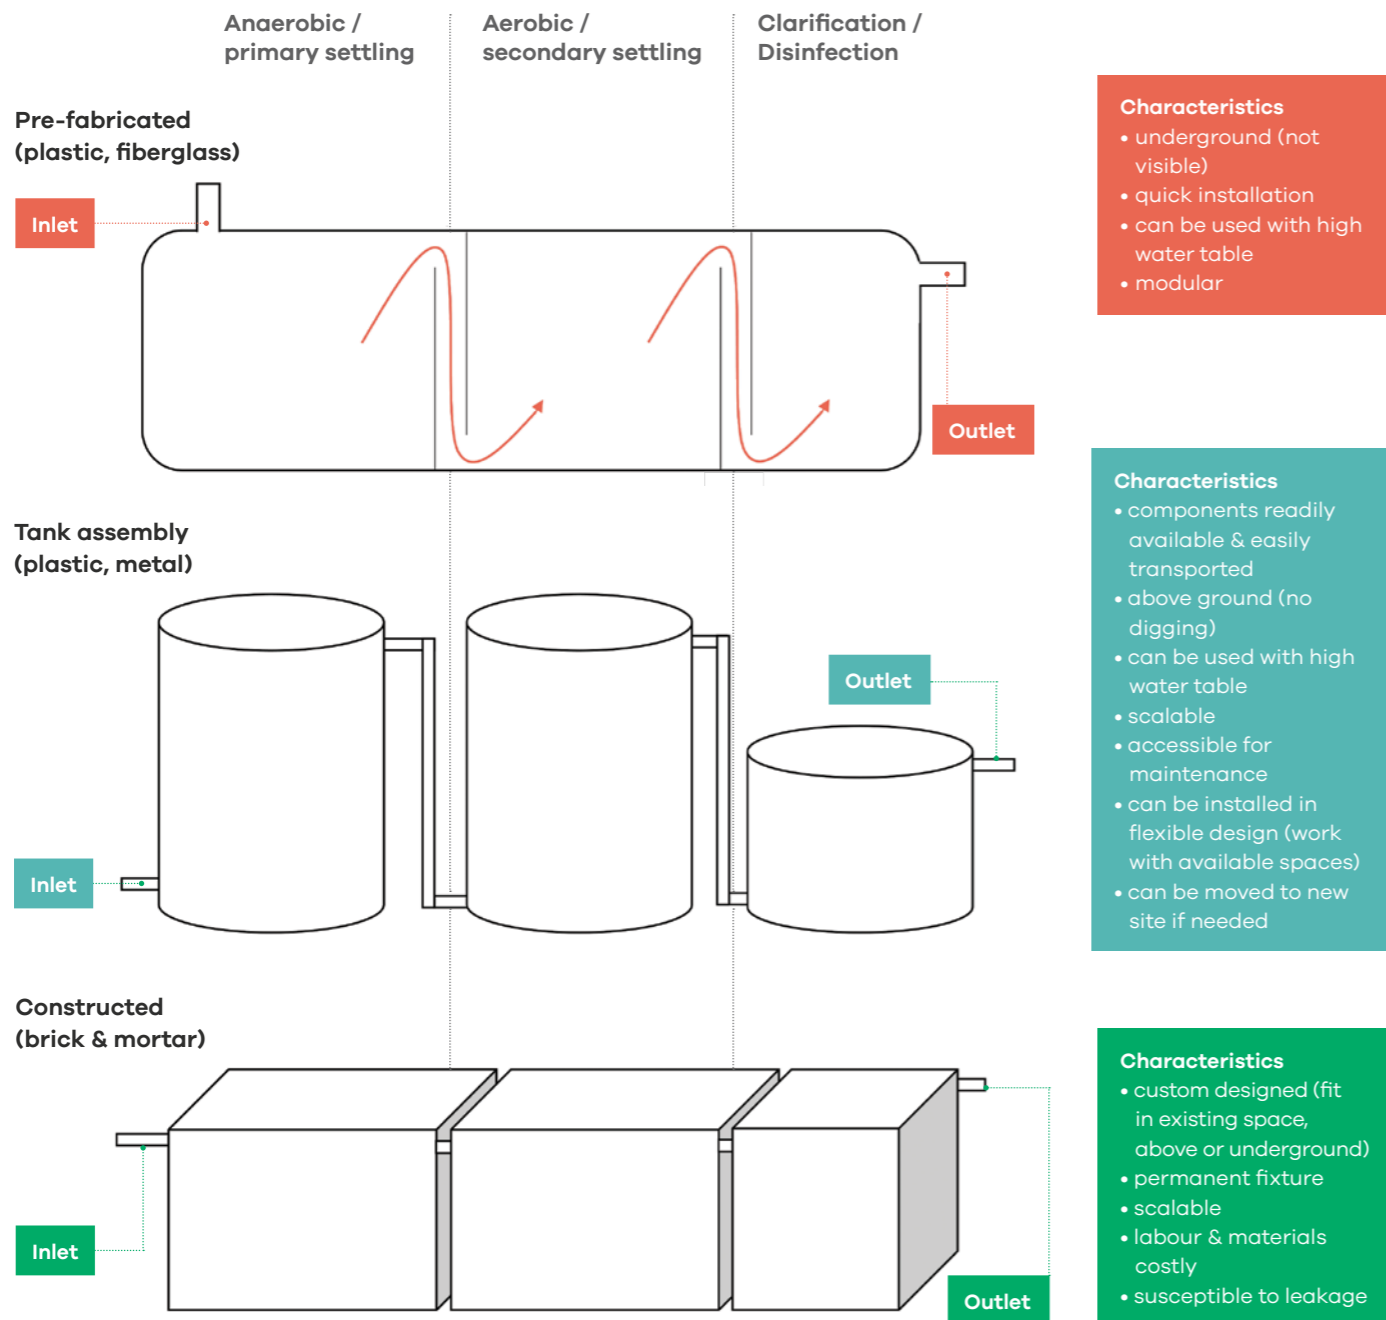 Anaerobic /
primary settling
Aerobic /
secondary settling
Clarification /
Disinfection
Pre-fabricated
(plastic, fiberglass)
Inlet
Outlet
Characteristics
• underground (not
visible)
• quick installation
• can be used with high
water table
• modular
Tank assembly
(plastic, metal)
Inlet
Outlet
Characteristics
• components readily
available & easily
transported
• above ground (no
digging)
• can be used with high
water table
• scalable
• accessible for
maintenance
• can be installed in
flexible design (work
with available spaces)
• can be moved to new
site if needed
Constructed
(brick & mortar)
Inlet
Outlet
Characteristics
• custom designed (fit
in existing space,
above or underground)
• permanent fixture
• scalable
• labour & materials
costly
• susceptible to leakage